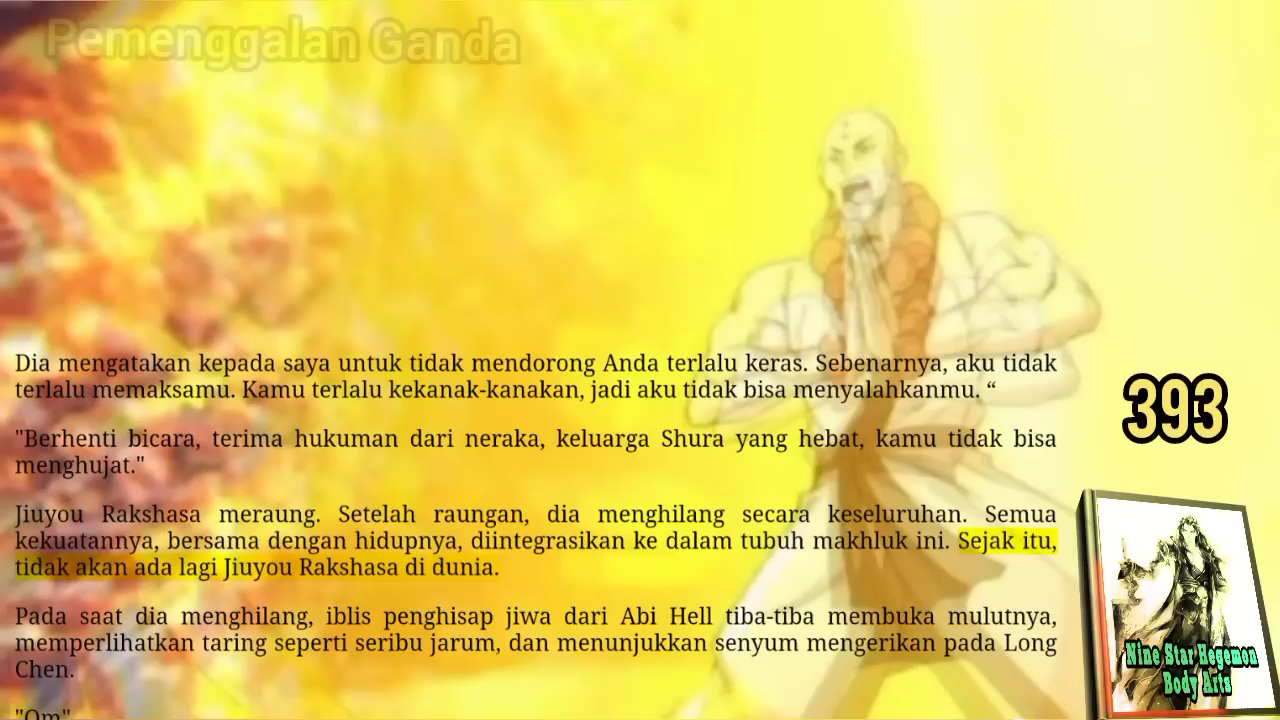 Pemenggalan Ganda
Dia mengatakan kepada saya untuk tidak mendorong Anda terlalu keras. Sebenarnya, aku tidak
terlalu memaksamu. Kamu terlalu kekanak-kanakan, jadi aku tidak bisa menyalahkanmu. “
"Berhenti bicara, terima hukuman dari neraka, keluarga Shura yang hebat, kamu tidak bisa
menghujat."
Jiuyou Rakshasa meraung. Setelah raungan, dia menghilang secara keseluruhan. Semua
kekuatannya, bersama dengan hidupnya, diintegrasikan ke dalam tubuh makhluk ini. Sejak itu,
tidak akan ada lagi Jiuyou Rakshasa di dunia.
Pada saat dia menghilang, iblis penghisap jiwa dari Abi Hell tiba-tiba membuka mulutnya,
memperlihatkan taring seperti seribu jarum, dan menunjukkan senyum mengerikan pada Long
Chen.
"Om"
393
Nine Star Hegemon
Body Arts